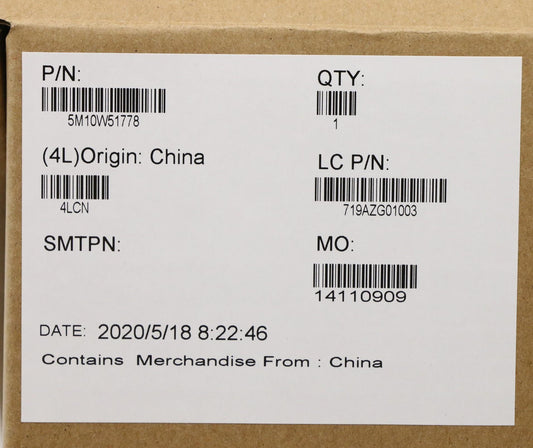 P/N:
5M10W51778
QTY:
1
(4L)Origin: China
4LCN
LC P/N:
719AZG01003
SMTPN:
MO:
14110909
DATE: 2020/5/18 8:22:46
Contains Merchandise From : China